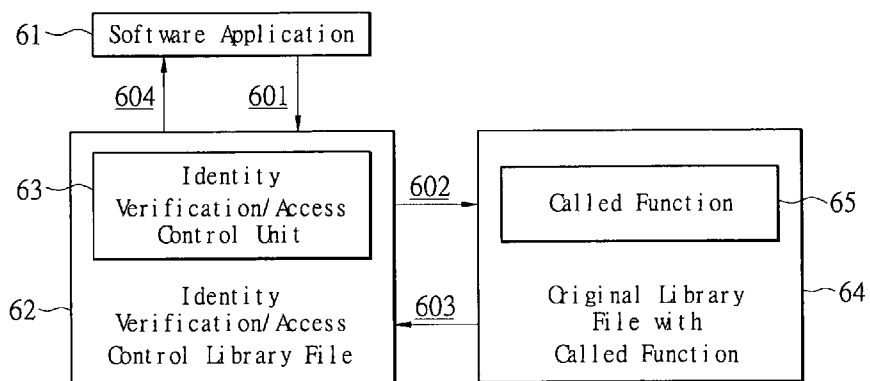 61
Software Application
604
601
63
Identity
Verification/Access
Control Unit
602
Called Function
65
62
Identity
Verification/Access
Control Library File
603
Original Library
File with
Called Function
64